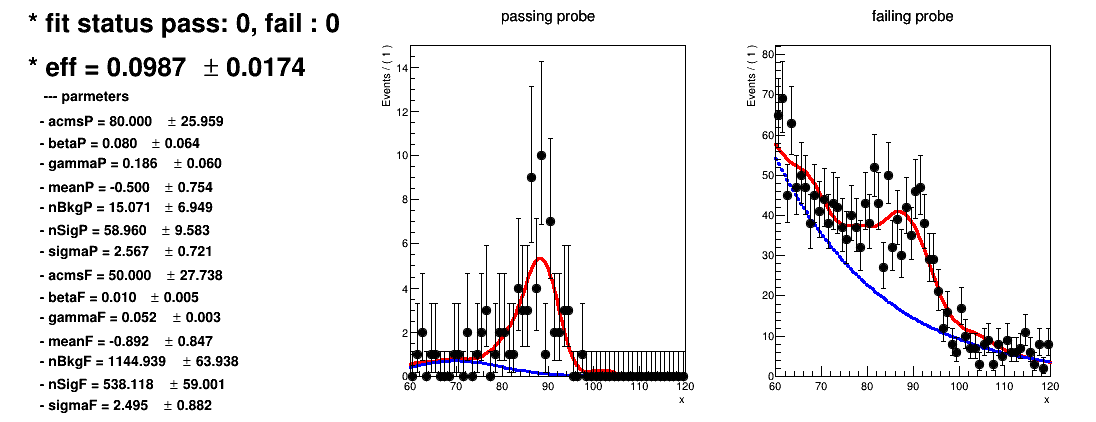 * fit status pass: 0, fail : 0
* eff = 0.0987 ± 0.0174
--- parmeters
- acmsP = 80.000 ± 25.959
- betaP = 0.080 ± 0.064
- gammaP = 0.186 ± 0.060
- meanP = -0.500 ± 0.754
- nBkgP = 15.071 ± 6.949
- nSigP = 58.960 ± 9.583
- sigmaP = 2.567 ± 0.721
- acmsF = 50.000 ± 27.738
- betaF = 0.010 ± 0.005
- gammaF = 0.052 ± 0.003
- meanF = -0.892 ± 0.847
- nBkgF = 1144.939 ± 63.938
- nSigF = 538.118 ± 59.001
- sigmaF = 2.495 ± 0.882
passing probe
Events / ( 1 )
14
12
10
8
6
4
2
0
60 70 80 90 100 110 120
x
failing probe
Events / ( 1 )
80
70
60
50
40
30
20
10
0
60 70 80 90 100 110 120
x